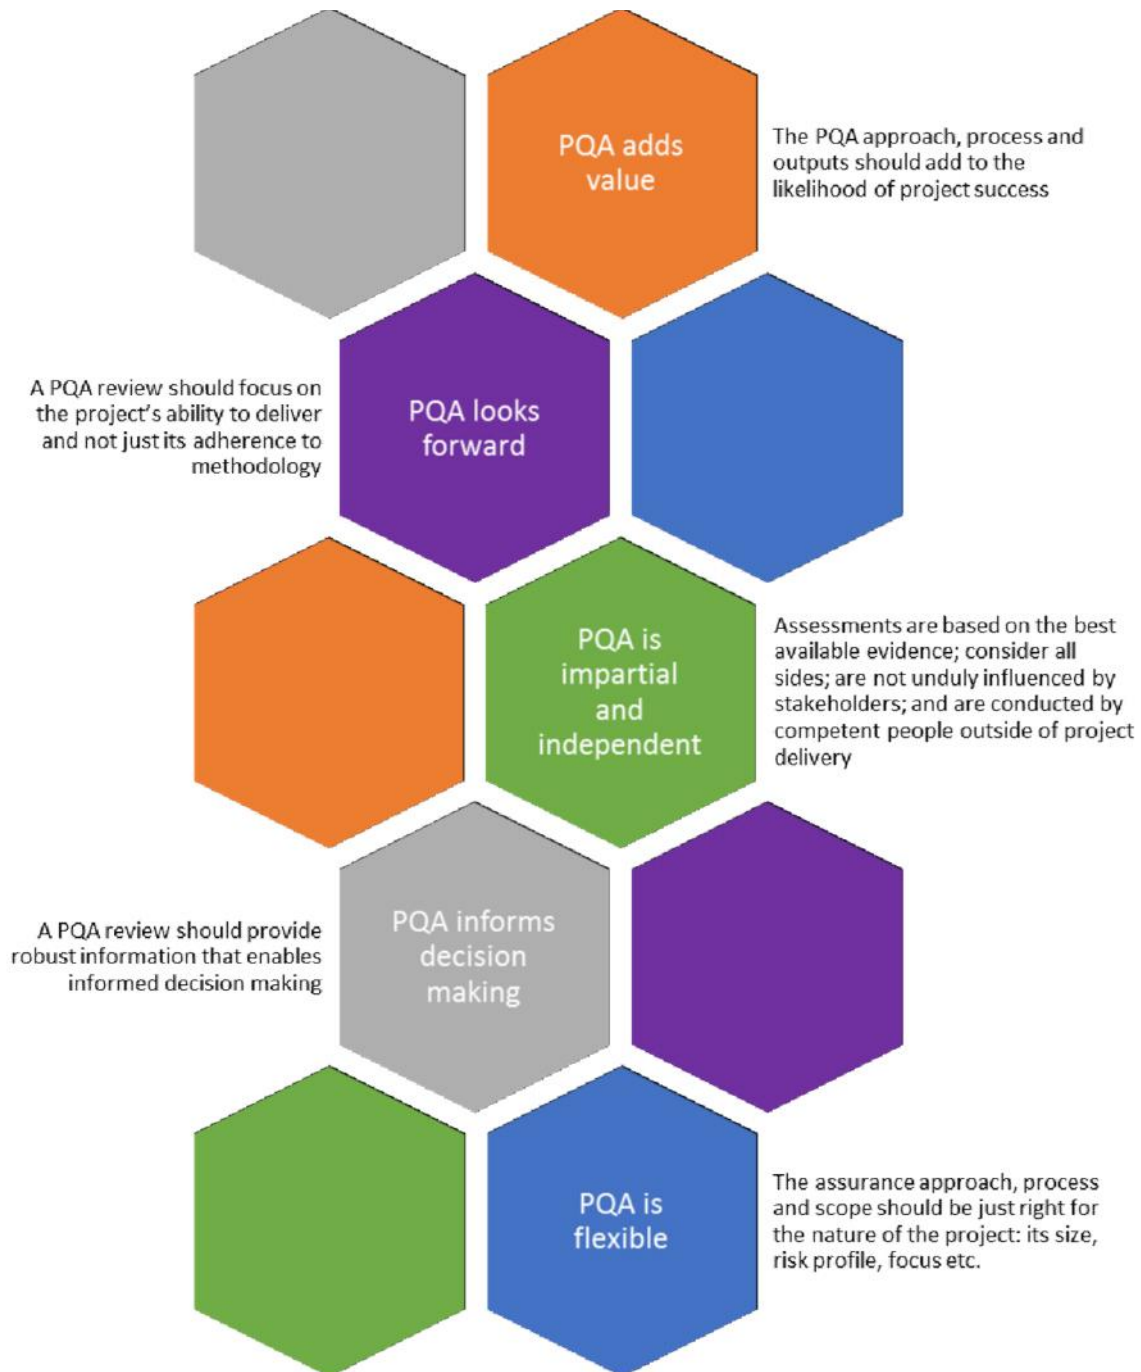 PQA adds
value
The PQA approach, process and
outputs should add to the
likelihood of project success
A PQA review should focus on
the project's ability to deliver
and not just its adherence to
methodology
PQA looks
forward
PQA is
impartial
and
independent
Assessments are based on the best
available evidence; consider all
sides; are not unduly influenced by
stakeholders; and are conducted by
competent people outside of project
delivery
A PQA review should provide
robust information that enables
informed decision making
PQA informs
decision
making
PQA is
flexible
The assurance approach, process
and scope should be just right for
the nature of the project: its size,
risk profile, focus etc.